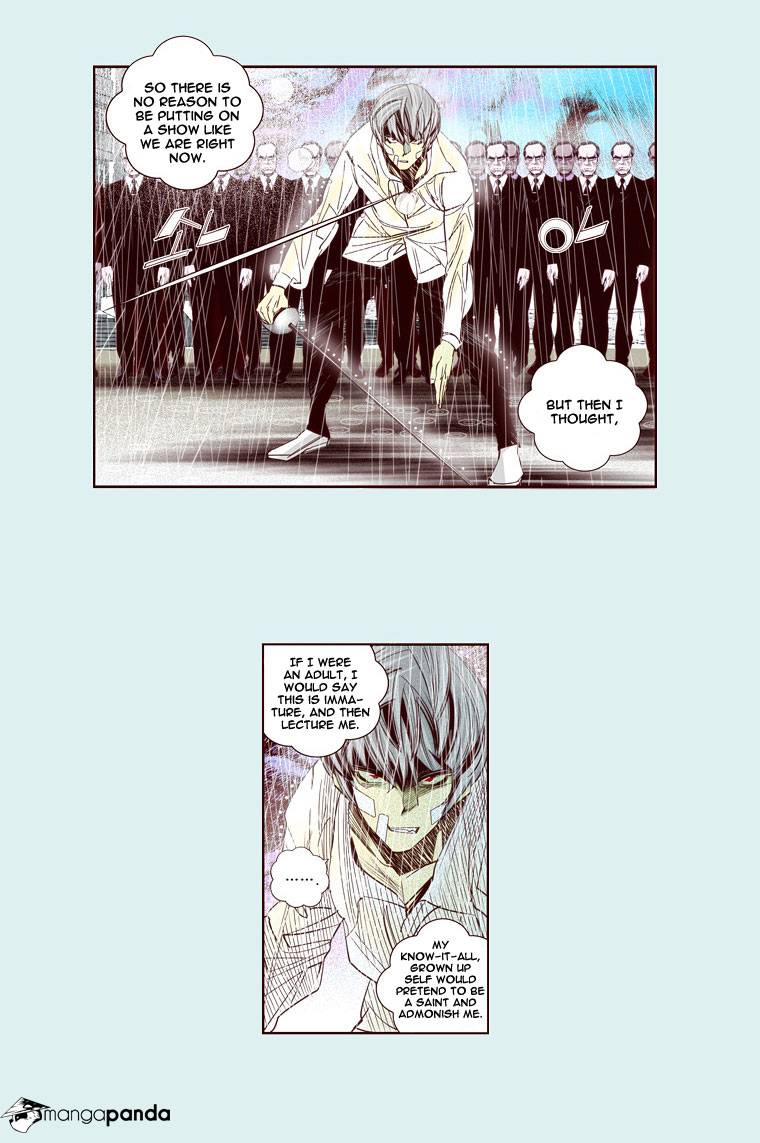 SO THERE IS
NO REASON TO
BE PUTTING ON
A SHOW LIKE
WE ARE RIGHT
NOW.
쏴
아
BUT THEN I
THOUGHT,
IF I WERE
AN ADULT, I
WOULD SAY
THIS IS IMMA-
TURE, AND THEN
LECTURE ME.
.......
MY
KNOW-IT-ALL,
GROWN UP
SELF WOULD
PRETEND TO BE
A SAINT AND
ADMONISH ME.
mangapanda